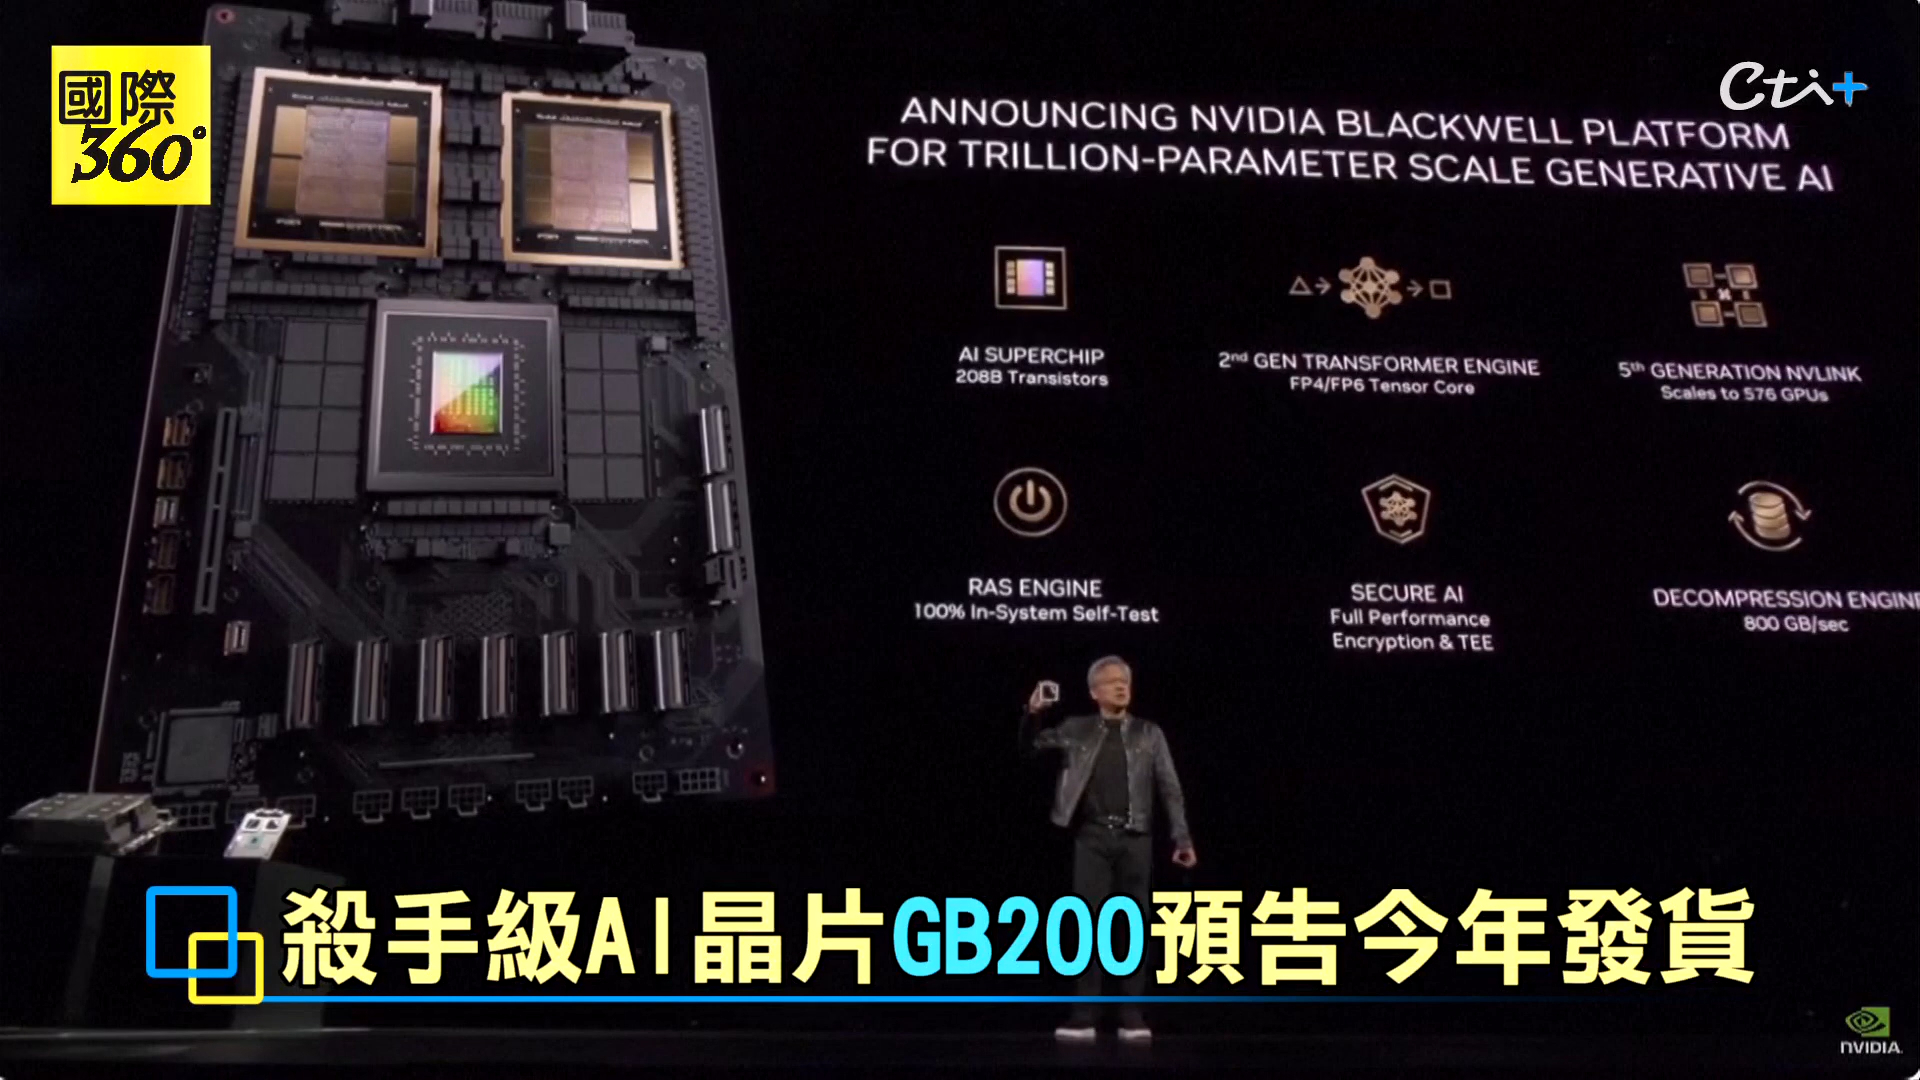 國際
360°
Cti+
ANNOUNCING NVIDIA BLACKWELL PLATFORM
FOR TRILLION-PARAMETER SCALE GENERATIVE AI
AI SUPERCHIP
208B Transistors
2nd GEN TRANSFORMER ENGINE
FP4/FP6 Tensor Core
5th GENERATION NVLINK
Scales to 576 GPUs
RAS ENGINE
100% In-System Self-Test
SECURE AI
Full Performance
Encryption & TEE
DECOMPRESSION ENGINE
800 GB/sec
殺手級AI晶片GB200預告今年發貨
NVIDIA.